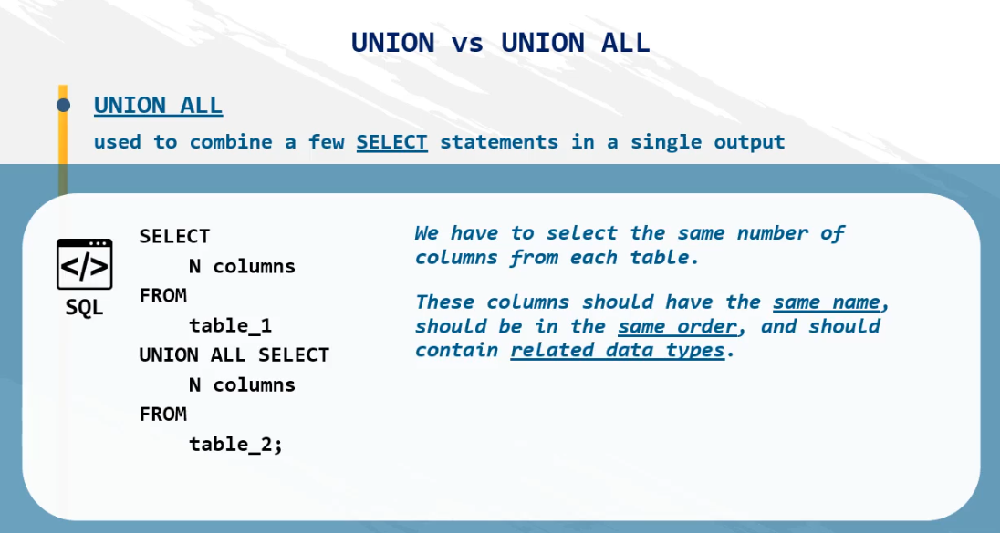 UNION vs UNION ALL
UNION ALL
used to combine a few SELECT statements in a single output
</>
SQL
SELECT
N columns
FROM
table_1
UNION ALL SELECT
N columns
FROM
table_2;
We have to select the same number of
columns from each table.
These columns should have the same name,
should be in the same order, and should
contain related data types.